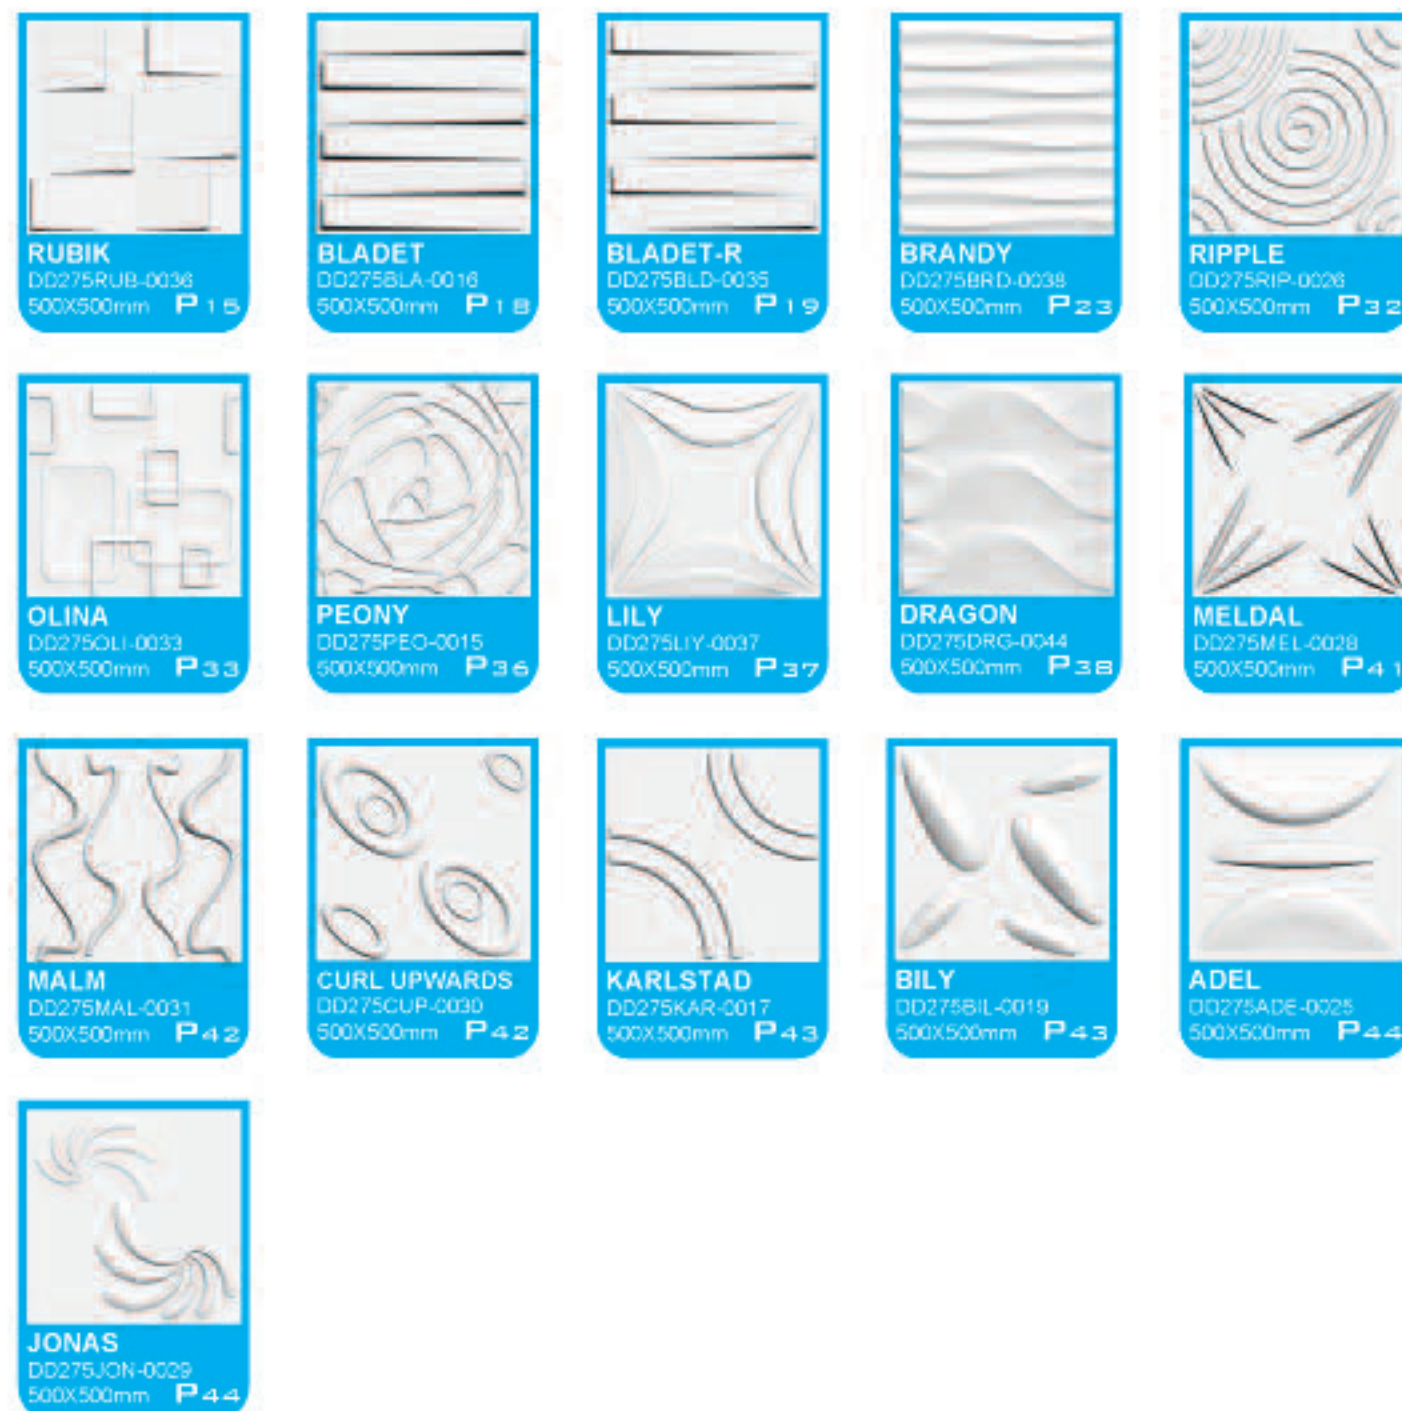 RUBIK
DD275RUB-0036
500X500mm P15
BLADET
DD275BLA-0016
500X500mm P18
BLADET-R
DD275BLD-0035
500X500mm P19
BRANDY
DD275BRD-0038
500X500mm P23
RIPPLE
DD275RIP-0026
500X500mm P32
OLINA
DD275OLI-0033
500X500mm P33
PEONY
DD275PEO-0015
500X500mm P36
LILY
DD275LIY-0037
500X500mm P37
DRAGON
DD275DRG-0044
500X500mm P38
MELDAL
DD275MEL-0028
500X500mm P41
MALM
DD275MAL-0031
500X500mm P42
CURL UPWARDS
DD275CUP-0030
500X500mm P42
KARLSTAD
DD275KAR-0017
500X500mm P43
BILY
DD275BIL-0019
500X500mm P43
ADEL
DD275ADE-0025
500X500mm P44
JONAS
DD275JON-0029
500X500mm P44